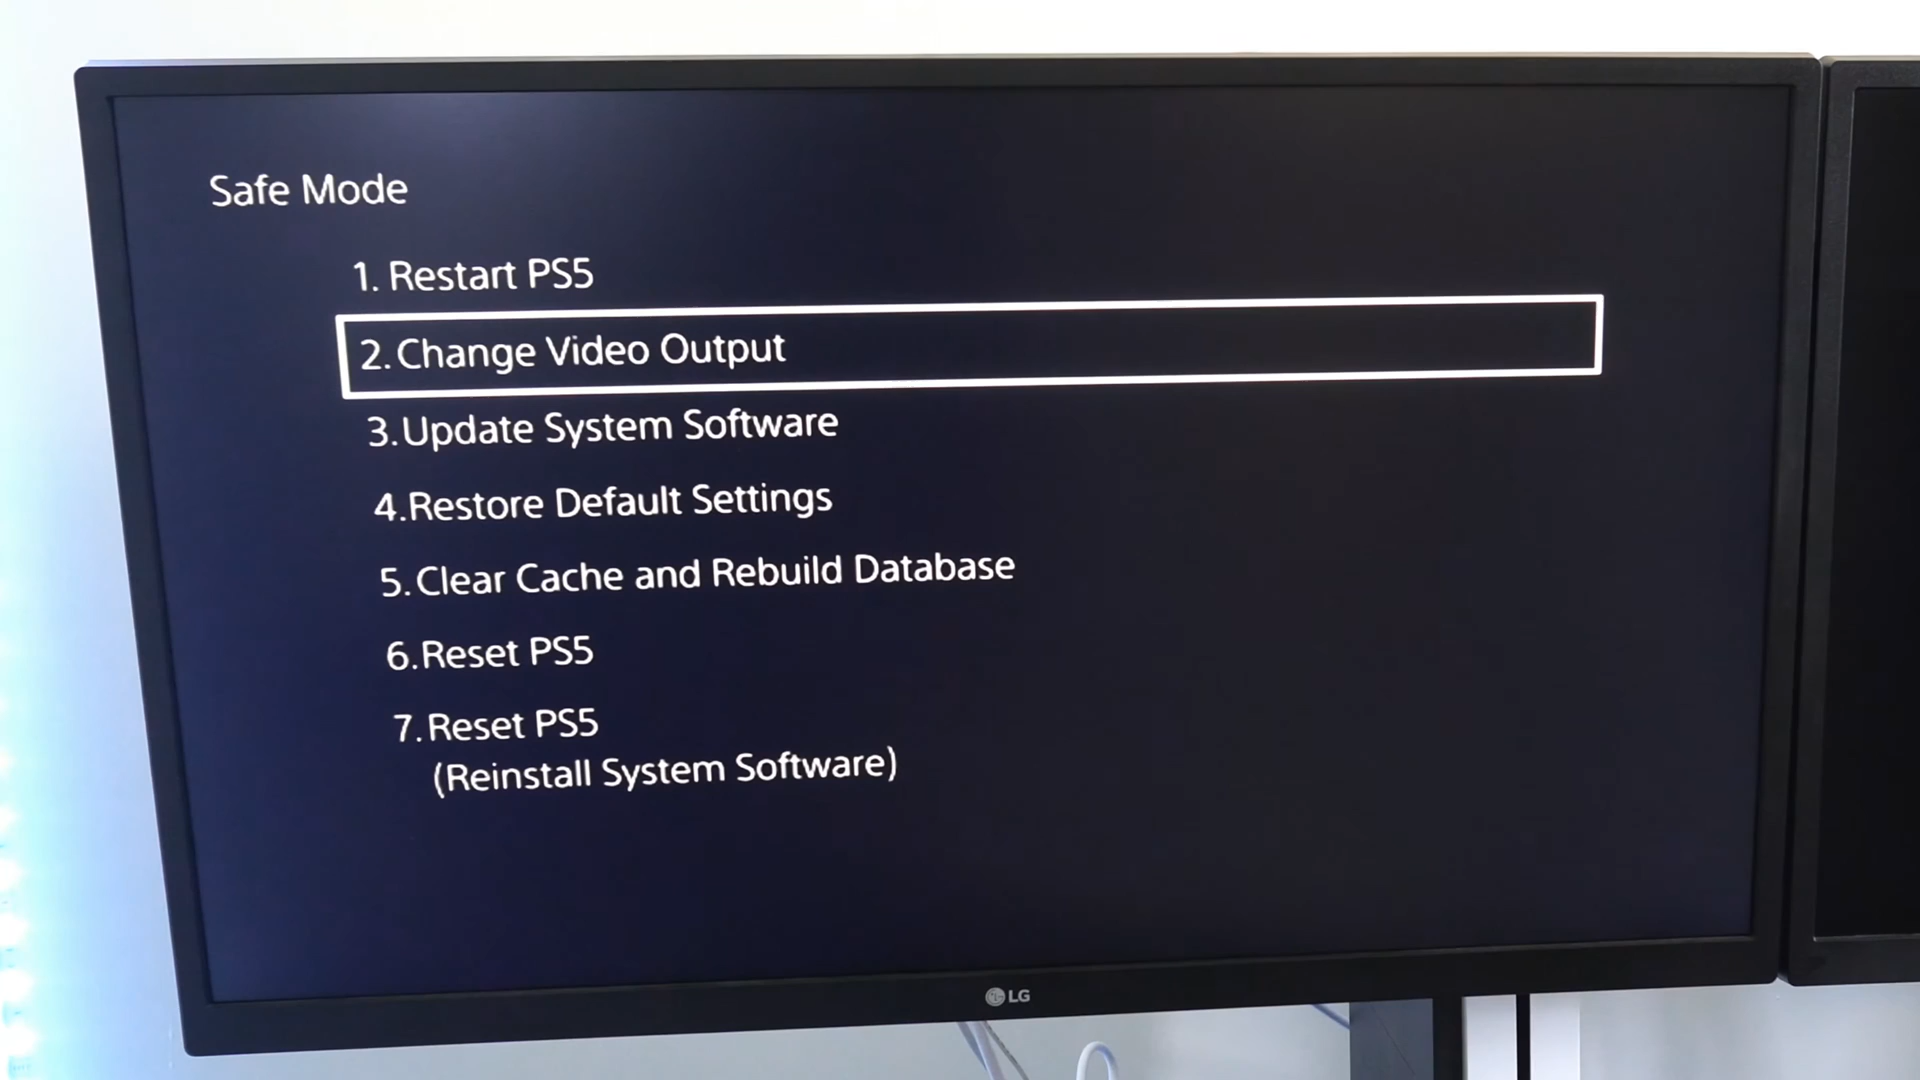 Safe Mode
1. Restart PS5
2. Change Video Output
3. Update System Software
4. Restore Default Settings
5. Clear Cache and Rebuild Database
6. Reset PS5
7. Reset PS5
(Reinstall System Software)
LG